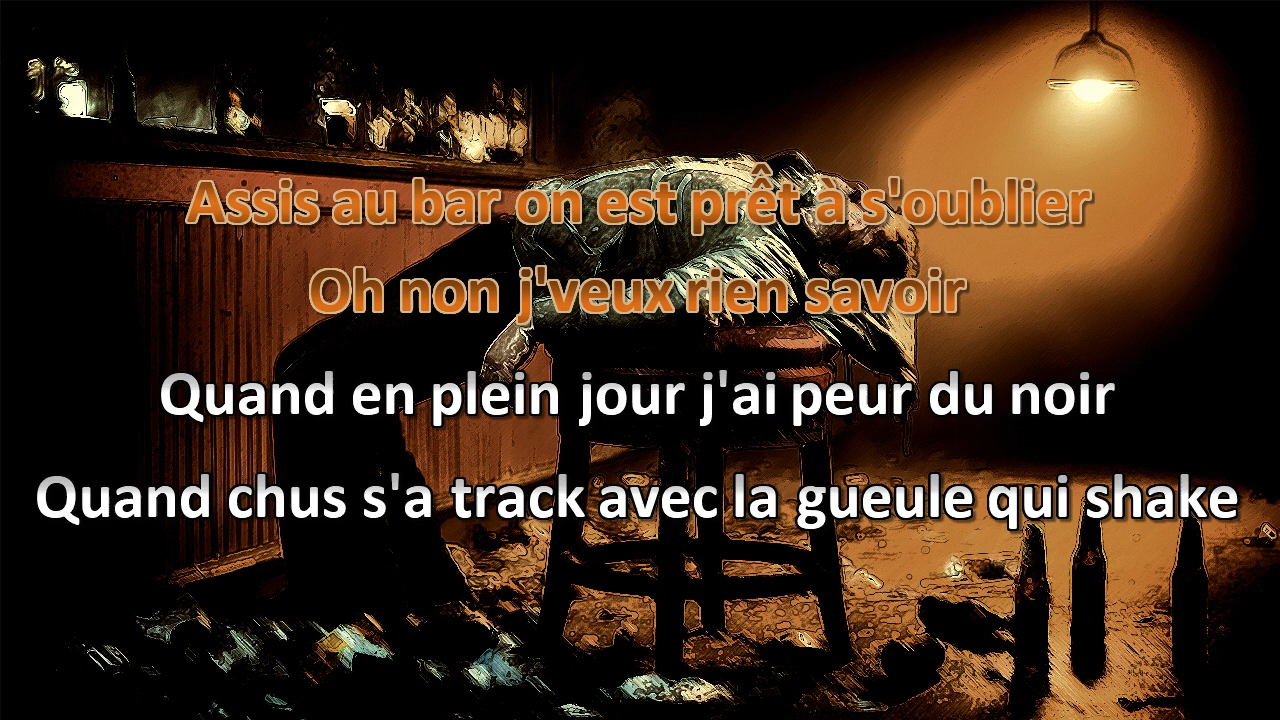 Assis au bar on est prêt à s'oublier
Oh non j'veux rien savoir
Quand en plein jour j'ai peur du noir
Quand chus s'a track avec la gueule qui shake